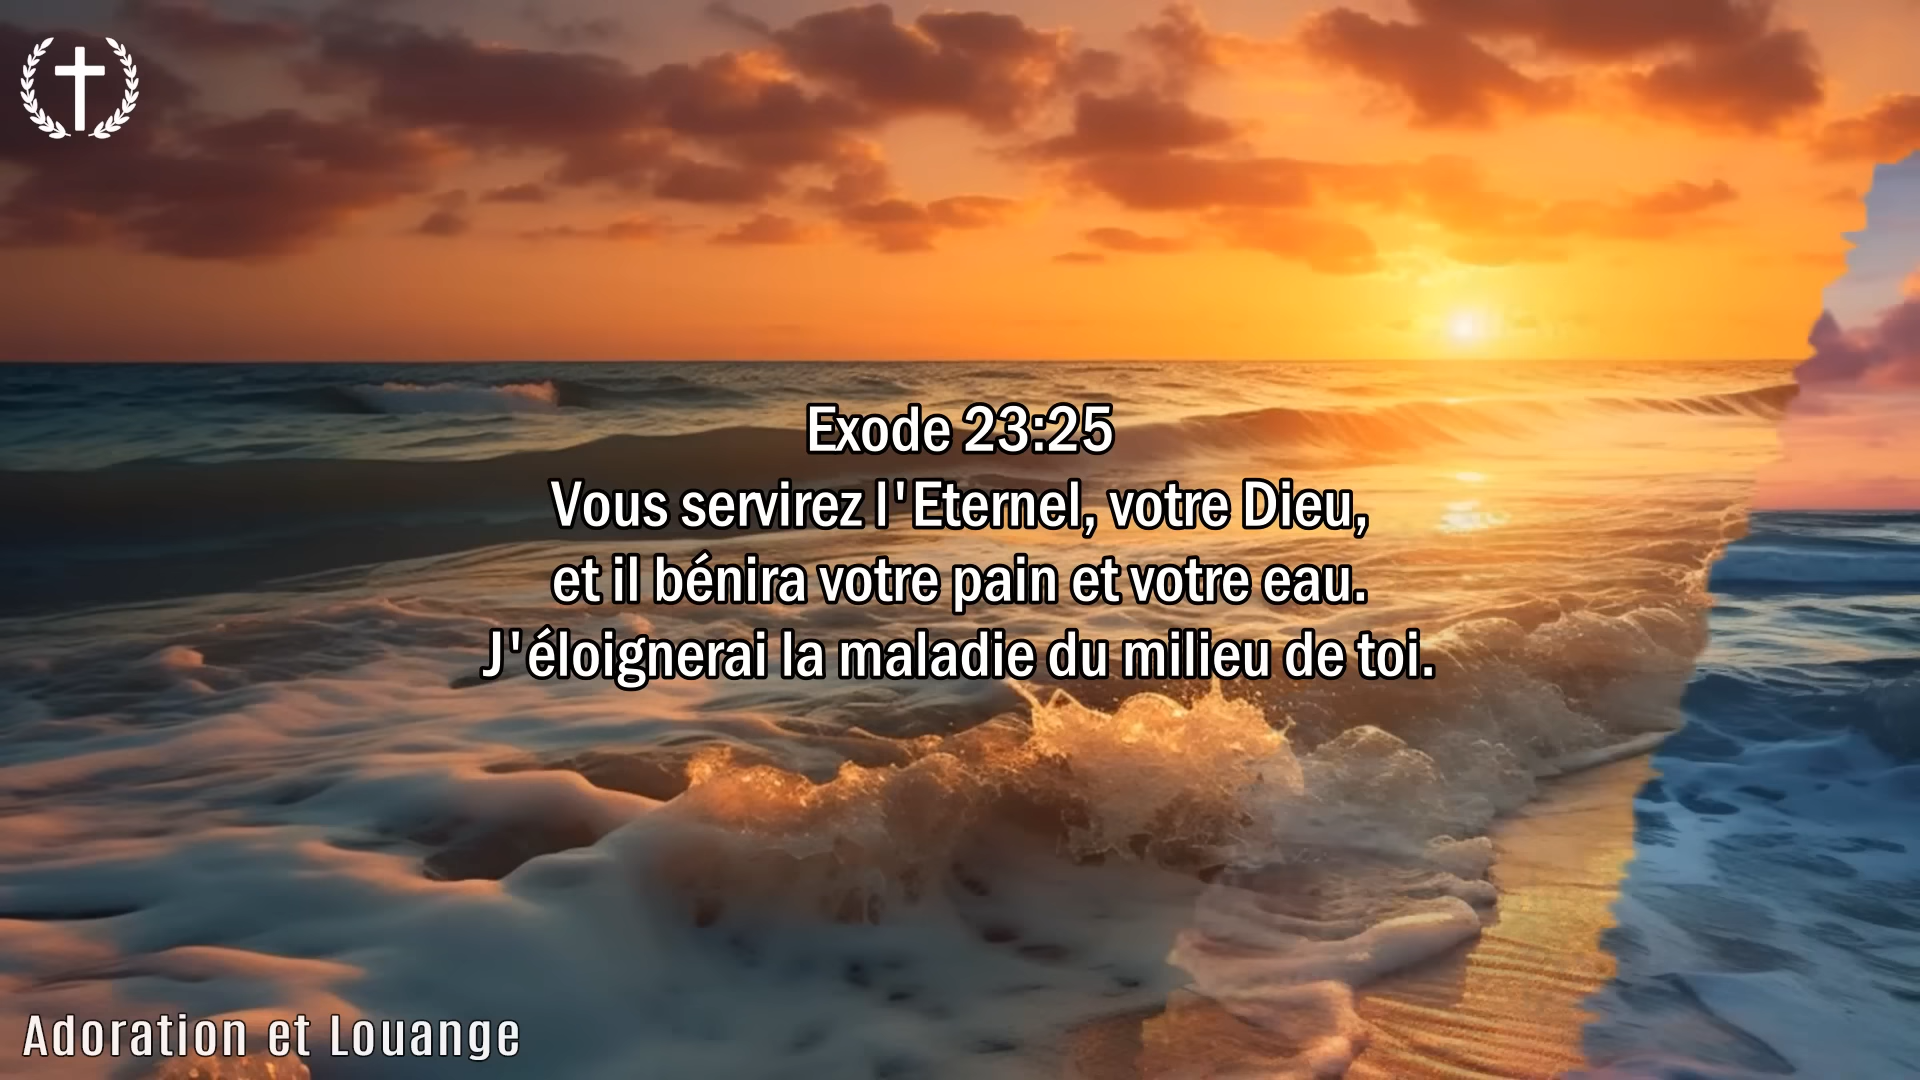 Exode 23:25
Vous servirez l'Eternel, votre Dieu,
et il bénira votre pain et votre eau.
J'éloignerai la maladie du milieu de toi.
Adoration et Louange